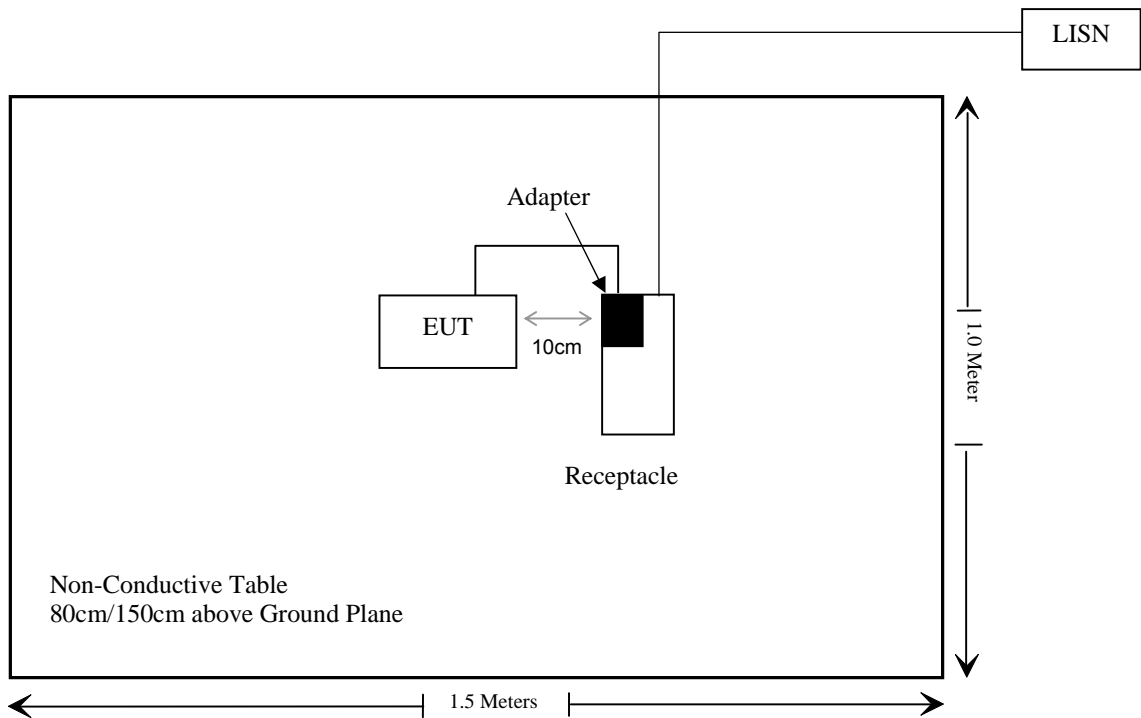 LISN
Adapter
EUT
10cm
1.0 Meter
Receptacle
Non-Conductive Table
80cm/150cm above Ground Plane
1.5 Meters